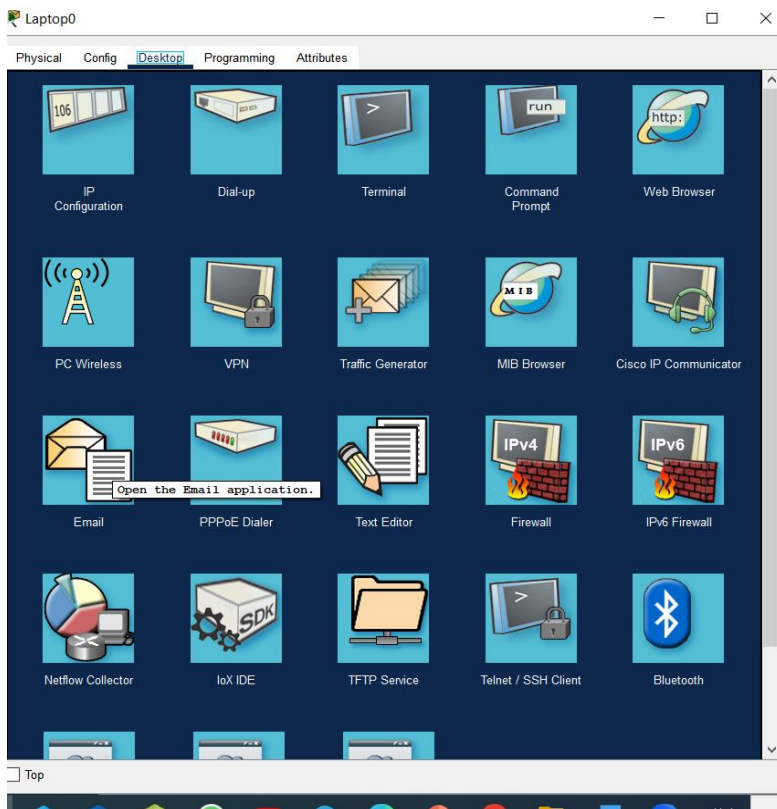 Laptop0
Physical Config Desktop Programming Attributes
106
run
http:
IP
Configuration
Dial-up
Terminal
Command
Prompt
Web Browser
PC Wireless
VPN
Traffic Generator
MIB
MIB Browser
Cisco IP Communicator
IPv4
IPv6
Open the Email application.
Email
PPPoE Dialer
Text Editor
Firewall
IPv6 Firewall
SDK
Netflow Collector
IoX IDE
TFTP Service
Telnet / SSH Client
Bluetooth
Top